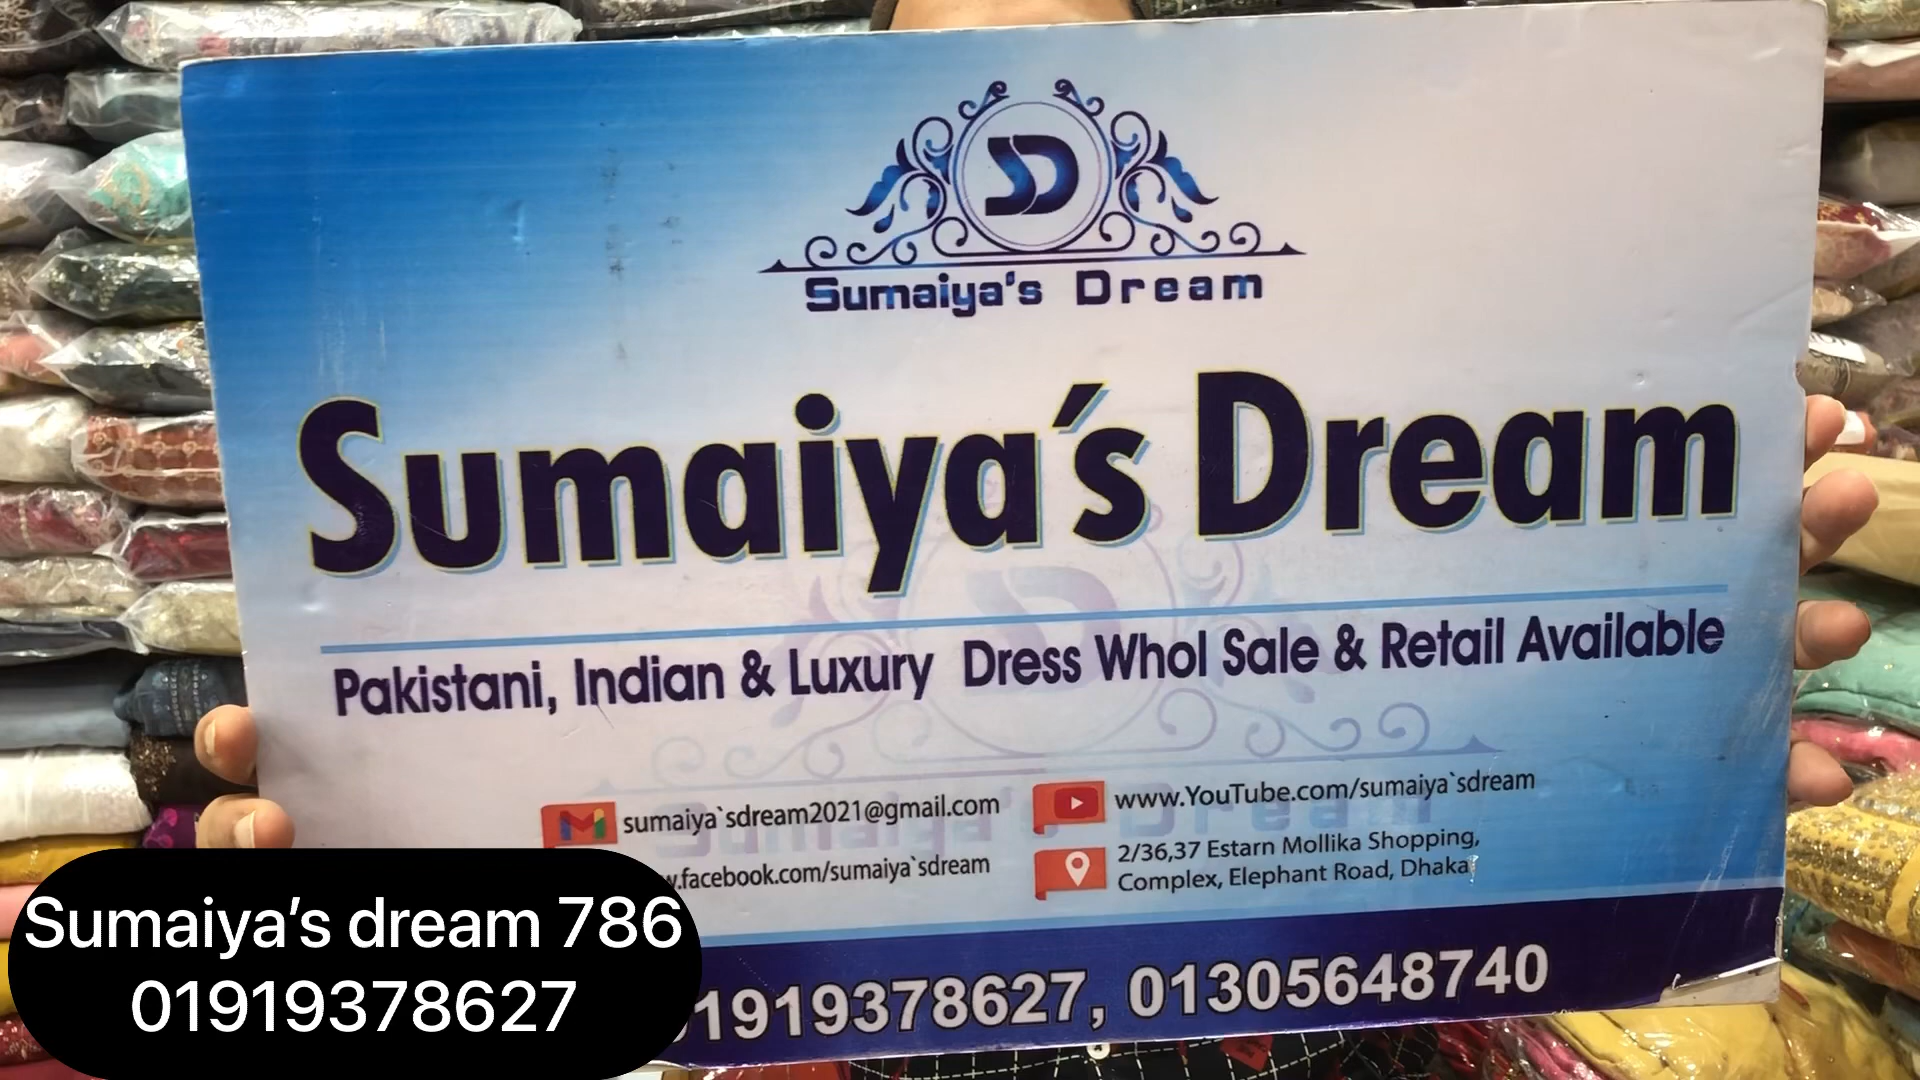 SD
Sumaiya's Dream
Sumaiya's Dream
Pakistani, Indian & Luxury Dress Whol Sale & Retail Available
sumaiya`sdream2021@gmail.com
www.YouTube.com/sumaiya`sdream
.facebook.com/sumaiya`sdream
2/36,37 Estarn Mollika Shopping,
Complex, Elephant Road, Dhaka
01919378627, 01305648740
Sumaiya’s dream 786
01919378627